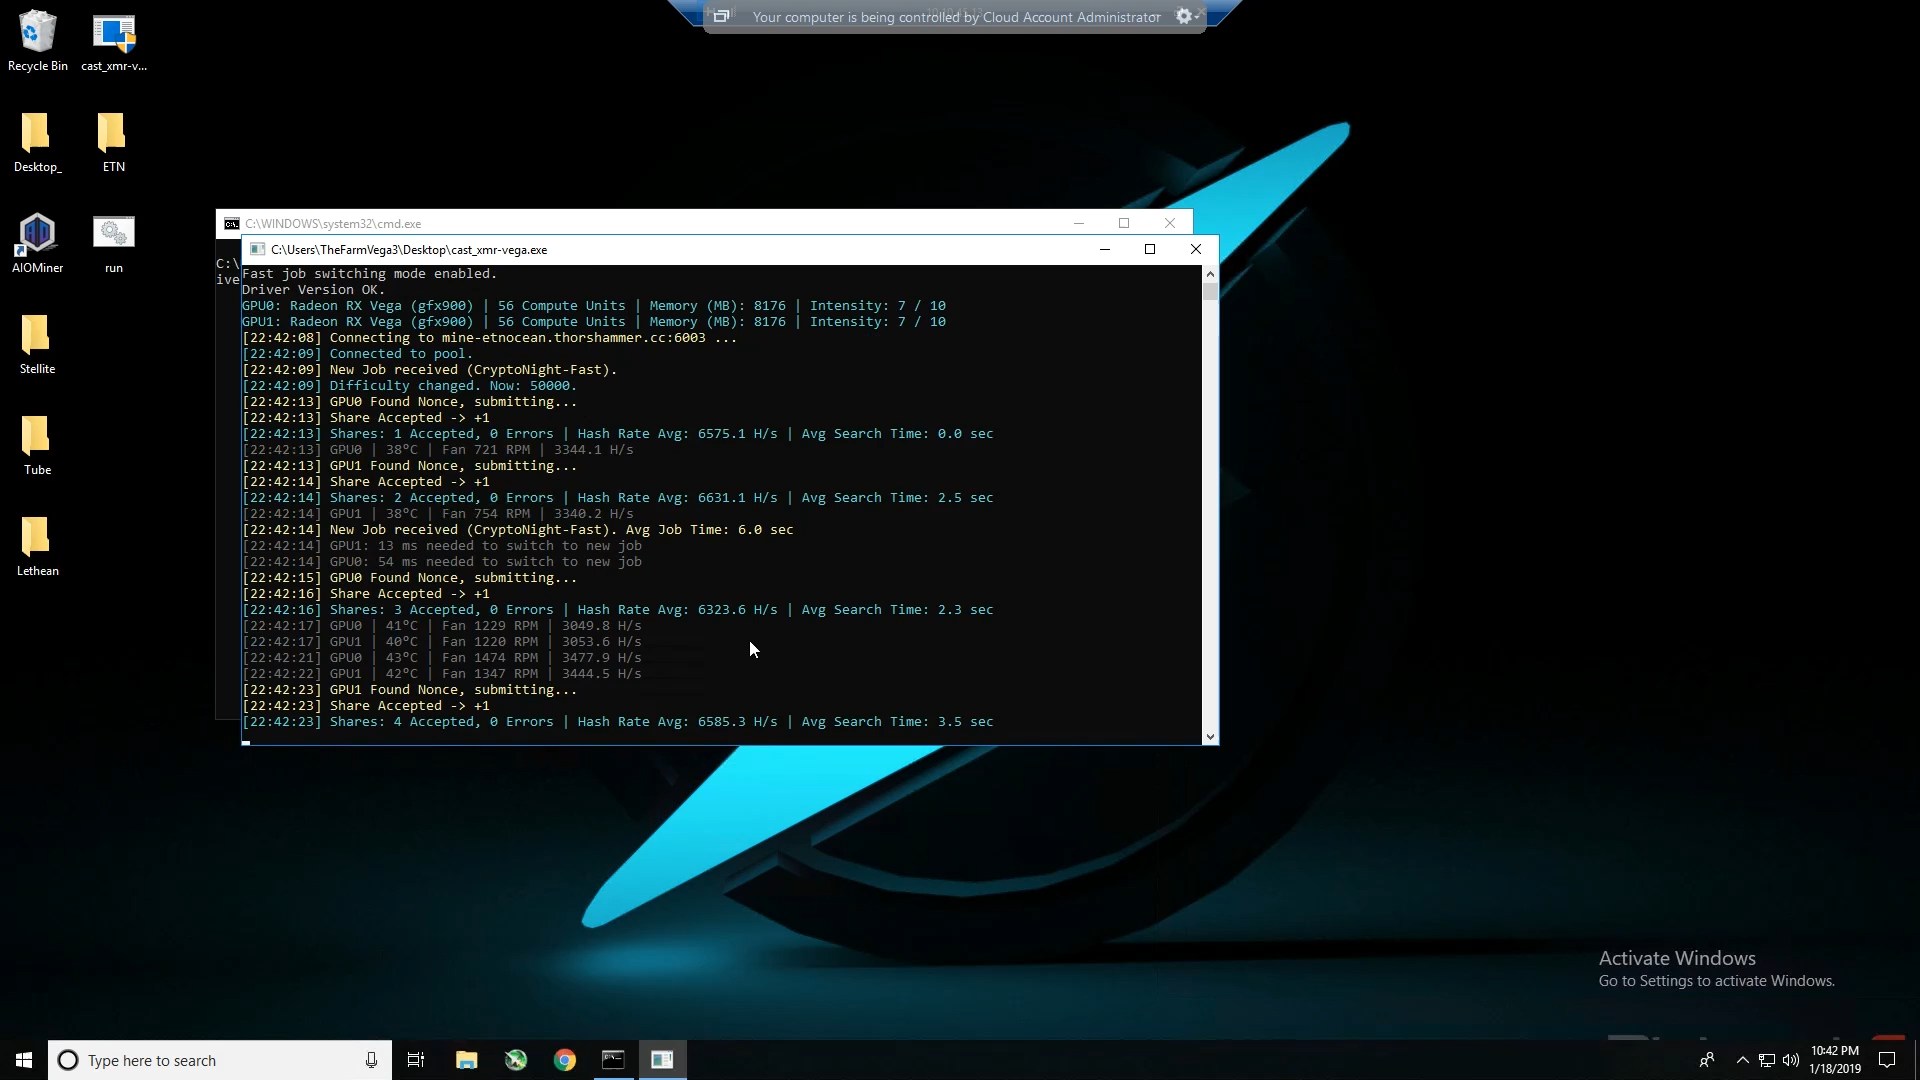 Your computer is being controlled by Cloud Account Administrator
Recycle Bin
cast_xmr-v...
Desktop_
ETN
AIOMiner
run
Stellite
Tube
Lethean
C:\WINDOWS\system32\cmd.exe
C:\
ive
C:\Users\TheFarmVega3\Desktop\cast_xmr-vega.exe
Fast job switching mode enabled.
Driver Version OK.
GPU0: Radeon RX Vega (gfx900) | 56 Compute Units | Memory (MB): 8176 | Intensity: 7 / 10
GPU1: Radeon RX Vega (gfx900) | 56 Compute Units | Memory (MB): 8176 | Intensity: 7 / 10
[22:42:08] Connecting to mine-etnocean.thorshammer.cc:6003 ...
[22:42:09] Connected to pool.
[22:42:09] New Job received (CryptoNight-Fast).
[22:42:09] Difficulty changed. Now: 50000.
[22:42:13] GPU0 Found Nonce, submitting...
[22:42:13] Share Accepted -> +1
[22:42:13] Shares: 1 Accepted, 0 Errors | Hash Rate Avg: 6575.1 H/s | Avg Search Time: 0.0 sec
[22:42:13] GPU0 | 38°C | Fan 721 RPM | 3344.1 H/s
[22:42:13] GPU1 Found Nonce, submitting...
[22:42:14] Share Accepted -> +1
[22:42:14] Shares: 2 Accepted, 0 Errors | Hash Rate Avg: 6631.1 H/s | Avg Search Time: 2.5 sec
[22:42:14] GPU1 | 38°C | Fan 754 RPM | 3340.2 H/s
[22:42:14] New Job received (CryptoNight-Fast). Avg Job Time: 6.0 sec
[22:42:14] GPU1: 13 ms needed to switch to new job
[22:42:14] GPU0: 54 ms needed to switch to new job
[22:42:15] GPU0 Found Nonce, submitting...
[22:42:16] Share Accepted -> +1
[22:42:16] Shares: 3 Accepted, 0 Errors | Hash Rate Avg: 6323.6 H/s | Avg Search Time: 2.3 sec
[22:42:17] GPU0 | 41°C | Fan 1229 RPM | 3049.8 H/s
[22:42:17] GPU1 | 40°C | Fan 1220 RPM | 3053.6 H/s
[22:42:21] GPU0 | 43°C | Fan 1474 RPM | 3477.9 H/s
[22:42:22] GPU1 | 42°C | Fan 1347 RPM | 3444.5 H/s
[22:42:23] GPU1 Found Nonce, submitting...
[22:42:23] Share Accepted -> +1
[22:42:23] Shares: 4 Accepted, 0 Errors | Hash Rate Avg: 6585.3 H/s | Avg Search Time: 3.5 sec
Activate Windows
Go to Settings to activate Windows.
Type here to search
10:42 PM
1/18/2019